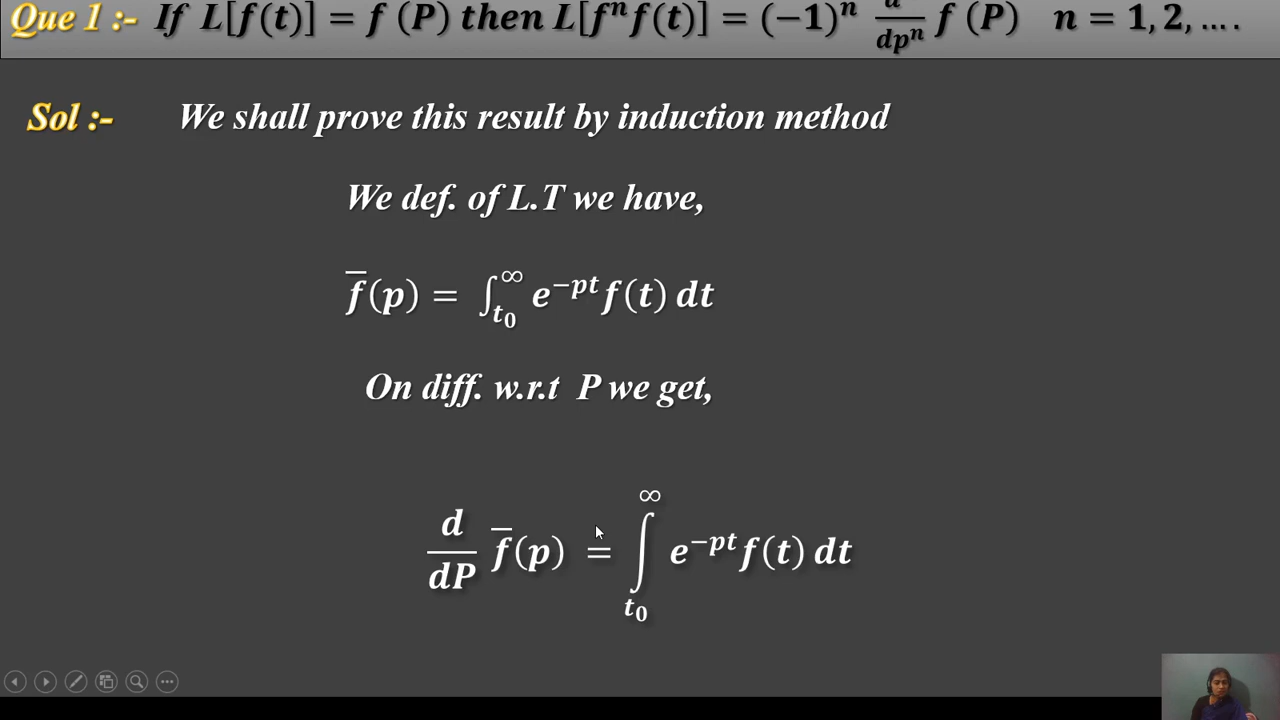 Que 1 :- If L[f(t)] = f (P) then L[fⁿf(t)] = (−1)ⁿ d/dpⁿ f (P) n = 1, 2, ... .
Sol :- We shall prove this result by induction method
We def. of L.T we have,
f̅(p) = ∫_{t₀}^{∞} e^{−pt} f(t) dt
On diff. w.r.t P we get,
d/dP f̅(p) = ∫_{t₀}^{∞} e^{−pt} f(t) dt